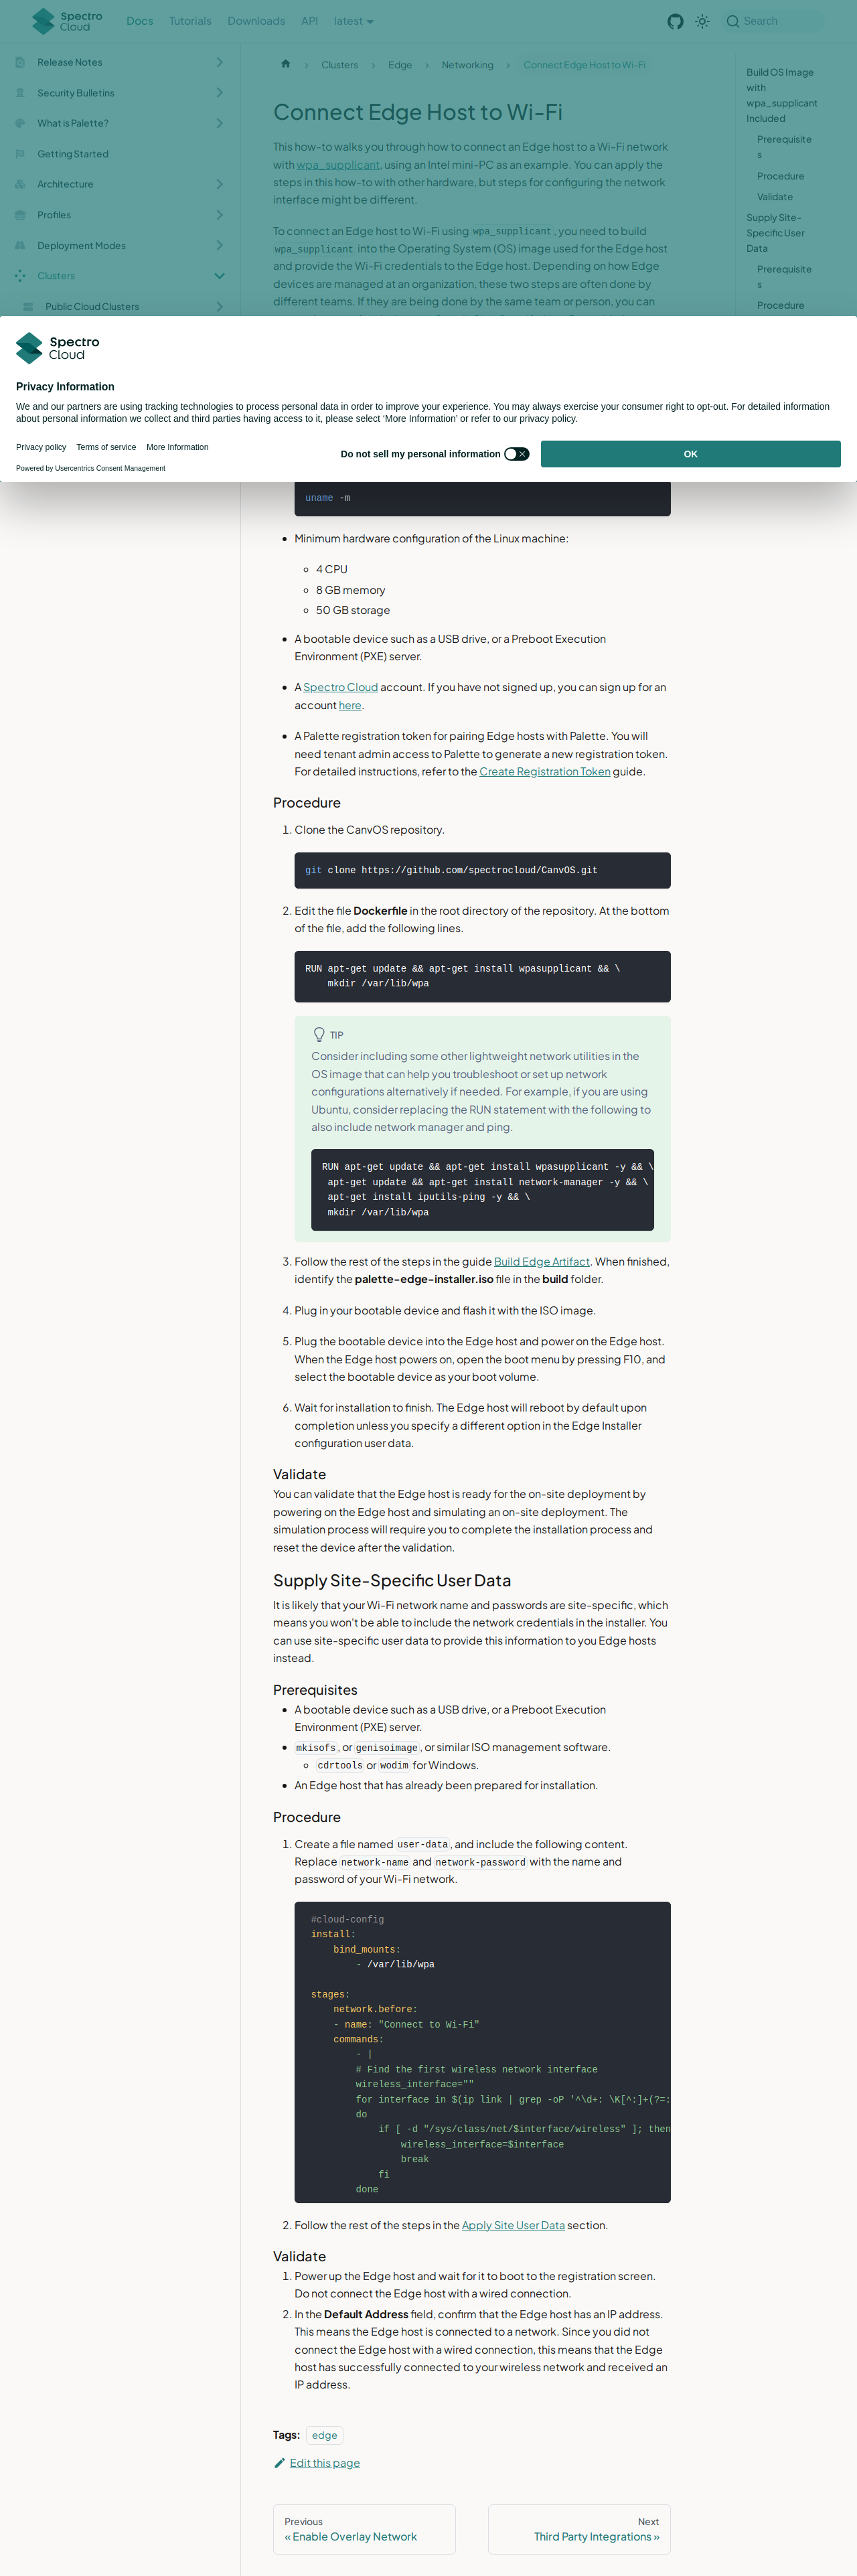 Spectro Cloud
Docs
Tutorials
Downloads
API
latest
Search
Release Notes
Security Bulletins
What is Palette?
Getting Started
Architecture
Profiles
Deployment Modes
Clusters
Public Cloud Clusters
Clusters
Edge
Networking
Connect Edge Host to Wi-Fi
Connect Edge Host to Wi-Fi
This how-to walks you through how to connect an Edge host to a Wi-Fi network
with wpa_supplicant, using an Intel mini-PC as an example. You can apply the
steps in this how-to with other hardware, but steps for configuring the network
interface might be different.
To connect an Edge host to Wi-Fi using wpa_supplicant, you need to build
wpa_supplicant into the Operating System (OS) image used for the Edge host
and provide the Wi-Fi credentials to the Edge host. Depending on how Edge
devices are managed at an organization, these two steps are often done by
different teams. If they are being done by the same team or person, you can
Build OS Image
with
wpa_supplicant
Included
Prerequisite
s
Procedure
Validate
Supply Site-
Specific User
Data
Prerequisite
s
Procedure
Spectro Cloud
Privacy Information
We and our partners are using tracking technologies to process personal data in order to improve your experience. You may always exercise your consumer right to opt-out. For detailed information
about personal information we collect and third parties having access to it, please select ‘More Information’ or refer to our privacy policy.
Privacy policy
Terms of service
More Information
Powered by Usercentrics Consent Management
Do not sell my personal information
OK
uname -m
• Minimum hardware configuration of the Linux machine:
◦ 4 CPU
◦ 8 GB memory
◦ 50 GB storage
• A bootable device such as a USB drive, or a Preboot Execution
Environment (PXE) server.
• A Spectro Cloud account. If you have not signed up, you can sign up for an
account here.
• A Palette registration token for pairing Edge hosts with Palette. You will
need tenant admin access to Palette to generate a new registration token.
For detailed instructions, refer to the Create Registration Token guide.
Procedure
1. Clone the CanvOS repository.
git clone https://github.com/spectrocloud/CanvOS.git
2. Edit the file Dockerfile in the root directory of the repository. At the bottom
of the file, add the following lines.
RUN apt-get update && apt-get install wpasupplicant && \
mkdir /var/lib/wpa
TIP
Consider including some other lightweight network utilities in the
OS image that can help you troubleshoot or set up network
configurations alternatively if needed. For example, if you are using
Ubuntu, consider replacing the RUN statement with the following to
also include network manager and ping.
RUN apt-get update && apt-get install wpasupplicant -y && \
apt-get update && apt-get install network-manager -y && \
apt-get install iputils-ping -y && \
mkdir /var/lib/wpa
3. Follow the rest of the steps in the guide Build Edge Artifact. When finished,
identify the palette-edge-installer.iso file in the build folder.
4. Plug in your bootable device and flash it with the ISO image.
5. Plug the bootable device into the Edge host and power on the Edge host.
When the Edge host powers on, open the boot menu by pressing F10, and
select the bootable device as your boot volume.
6. Wait for installation to finish. The Edge host will reboot by default upon
completion unless you specify a different option in the Edge Installer
configuration user data.
Validate
You can validate that the Edge host is ready for the on-site deployment by
powering on the Edge host and simulating an on-site deployment. The
simulation process will require you to complete the installation process and
reset the device after the validation.
Supply Site-Specific User Data
It is likely that your Wi-Fi network name and passwords are site-specific, which
means you won't be able to include the network credentials in the installer. You
can use site-specific user data to provide this information to you Edge hosts
instead.
Prerequisites
• A bootable device such as a USB drive, or a Preboot Execution
Environment (PXE) server.
• mkisofs, or genisoimage, or similar ISO management software.
◦ cdrtools or wodim for Windows.
• An Edge host that has already been prepared for installation.
Procedure
1. Create a file named user-data, and include the following content.
Replace network-name and network-password with the name and
password of your Wi-Fi network.
#cloud-config
install:
bind_mounts:
- /var/lib/wpa
stages:
network.before:
- name: "Connect to Wi-Fi"
commands:
- |
# Find the first wireless network interface
wireless_interface=""
for interface in $(ip link | grep -oP '^\d+: \K[^:]+(?=:
do
if [ -d "/sys/class/net/$interface/wireless" ]; then
wireless_interface=$interface
break
fi
done
2. Follow the rest of the steps in the Apply Site User Data section.
Validate
1. Power up the Edge host and wait for it to boot to the registration screen.
Do not connect the Edge host with a wired connection.
2. In the Default Address field, confirm that the Edge host has an IP address.
This means the Edge host is connected to a network. Since you did not
connect the Edge host with a wired connection, this means that the Edge
host has successfully connected to your wireless network and received an
IP address.
Tags: edge
Edit this page
Previous
« Enable Overlay Network
Next
Third Party Integrations »